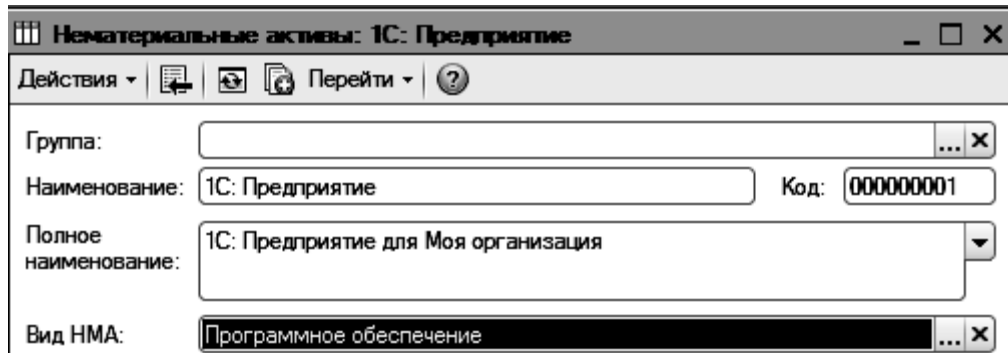 Нематериальные активы: 1С: Предприятие
Действия Перейти
Группа:
Наименование: 1С: Предприятие Код: 000000001
Полное наименование: 1С: Предприятие для Моя организация
Вид НМА: Программное обеспечение